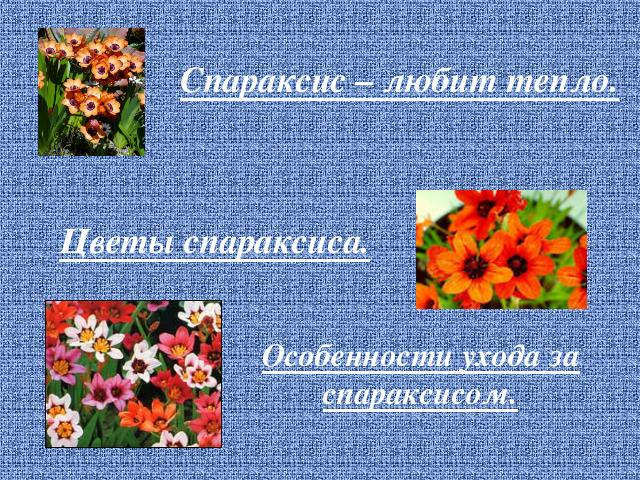 Спараксис – любит тепло.
Цветы спараксиса.
Особенности ухода за
спараксисом.